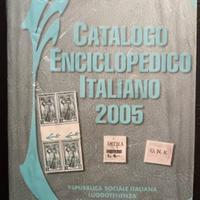 CATALOGO
ENCICLOPEDICO
ITALIANO
2005
G.N.R.
REPUBBLICA SOCIALE ITALIANA
LUOGOTENENZA